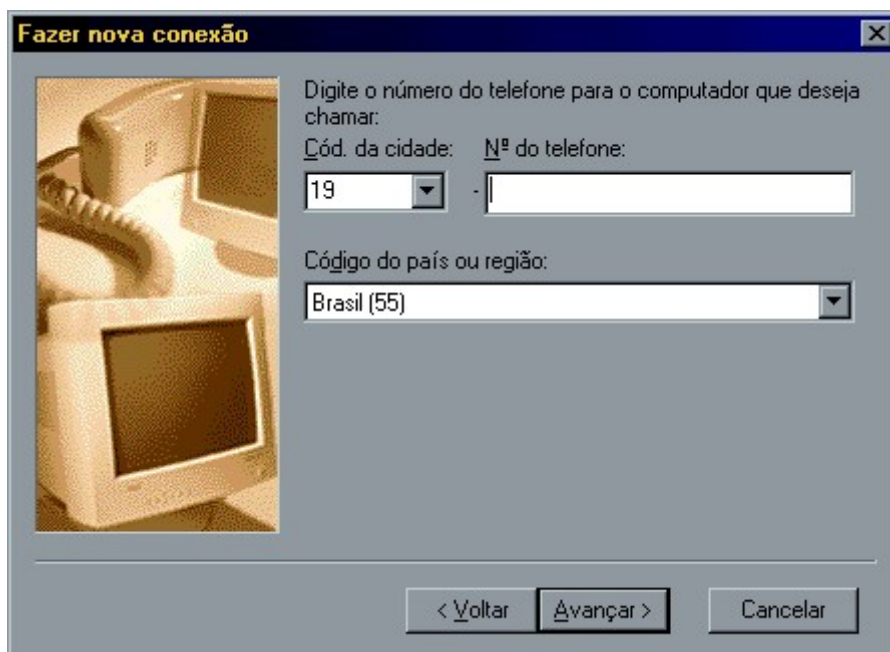 Fazer nova conexão
Digite o número do telefone para o computador que deseja
chamar:
Cód. da cidade: Nº do telefone:
19 -
Código do país ou região:
Brasil (55)
< Voltar Avançar > Cancelar